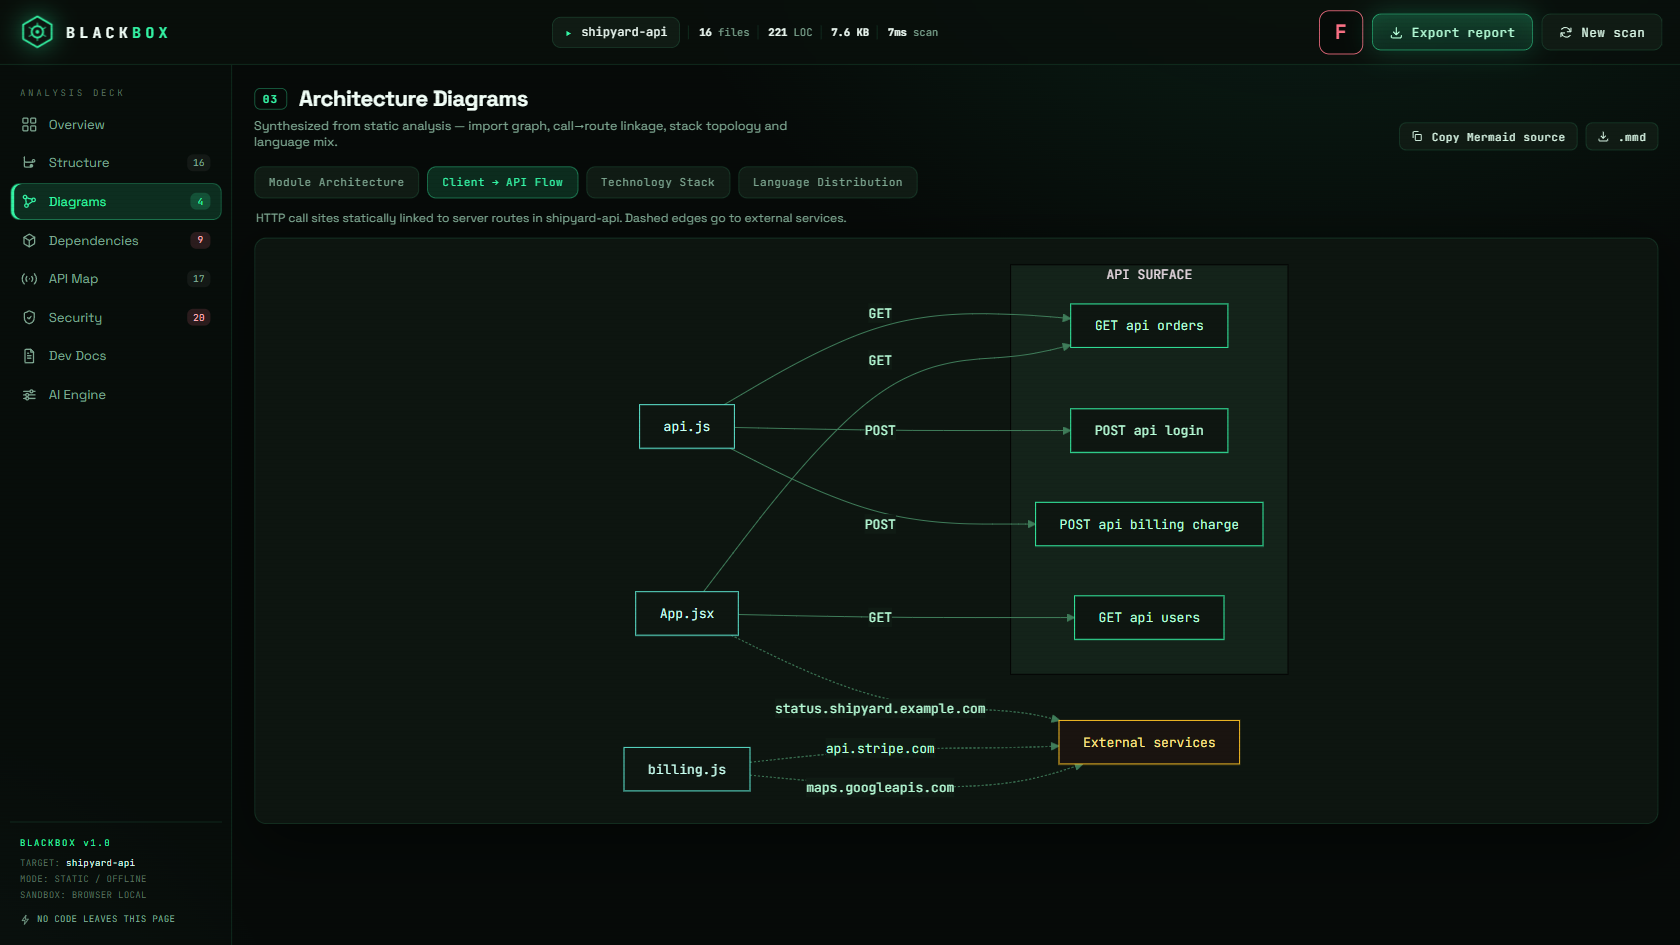 BLACKBOX
▸ shipyard-api
16 files
221 LOC
7.6 KB
7ms scan
F
Export report
New scan
ANALYSIS DECK
Overview
Structure 16
Diagrams 4
Dependencies 9
API Map 17
Security 20
Dev Docs
AI Engine
BLACKBOX v1.0
TARGET: shipyard-api
MODE: STATIC / OFFLINE
SANDBOX: BROWSER LOCAL
NO CODE LEAVES THIS PAGE
03 Architecture Diagrams
Synthesized from static analysis — import graph, call→route linkage, stack topology and
language mix.
Copy Mermaid source
.mmd
Module Architecture
Client → API Flow
Technology Stack
Language Distribution
HTTP call sites statically linked to server routes in shipyard-api. Dashed edges go to external services.
API SURFACE
GET
GET api orders
GET
api.js
POST
POST api login
POST
POST api billing charge
App.jsx
GET
GET api users
status.shipyard.example.com
External services
api.stripe.com
billing.js
maps.googleapis.com